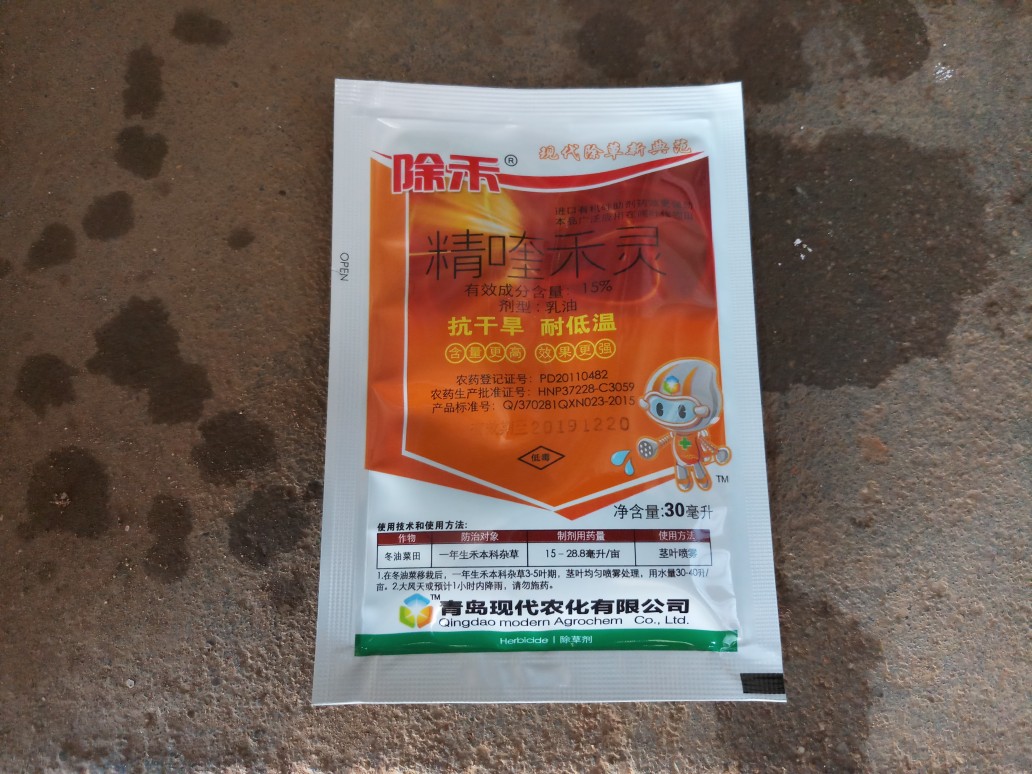 除禾®
现代除草新典范
OPEN
精喹禾灵
有效成分含量：15%
剂型：乳油
抗干旱 耐低温
含量更高 效果更强
农药登记证号：PD20110482
农药生产批准证号：HNP37228-C3059
产品标准号：Q/370281QXN023-2015
20191220
低毒
TM
净含量:30毫升
使用技术和使用方法:
作物 防治对象 制剂用药量 使用方法
冬油菜田 一年生禾本科杂草 15－28.8毫升/亩 茎叶喷雾
1.在冬油菜移栽后，一年生禾本科杂草3-5叶期，茎叶均匀喷雾处理，用水量30-40升/
亩。2.大风天或预计1小时内降雨，请勿施药。
TM 青岛现代农化有限公司
Qingdao modern Agrochem Co., Ltd.
Herbicide | 除草剂